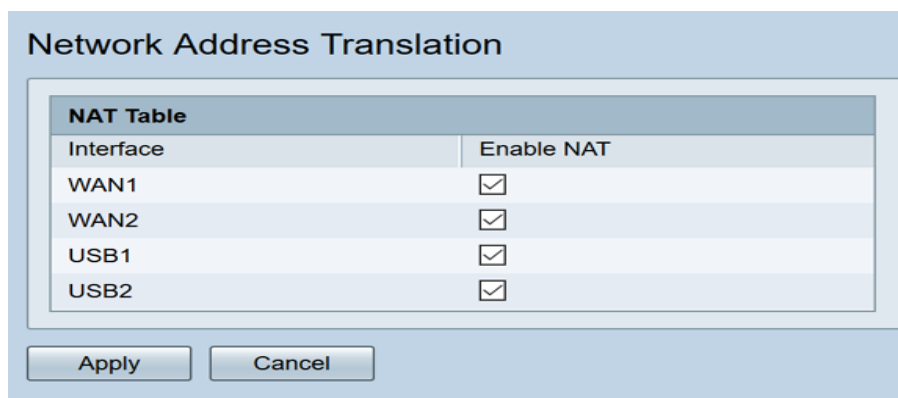 Network Address Translation
NAT Table
Interface Enable NAT
WAN1
WAN2
USB1
USB2
Apply Cancel